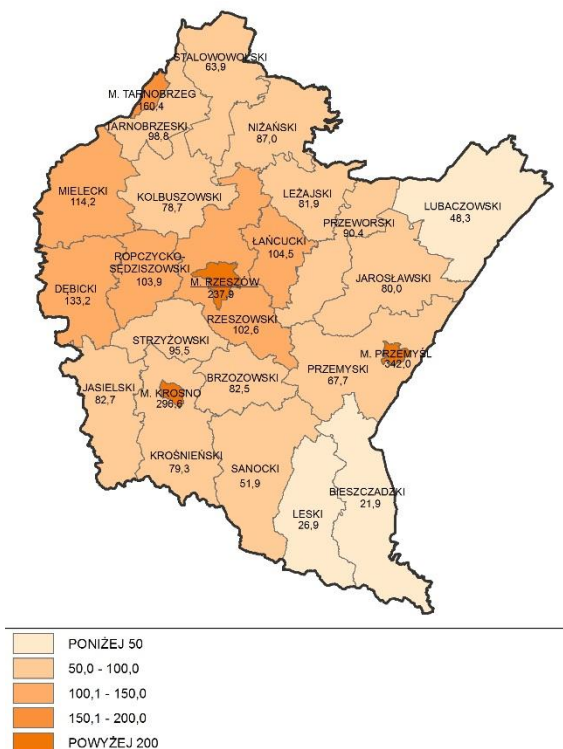 STALOWOWOLSKI
63,9
M. TARNOBRZEG
160,4
TARNOBRZESKI
98,8
NIŻAŃSKI
87,0
MIELECKI
114,2
KOLBUSZOWSKI
78,7
LEŻAJSKI
81,9
PRZEWORSKI
90,4
LUBACZOWSKI
48,3
ROPCZYCKO-
SĘDZISZOWSKI
103,9
ŁAŃCUCKI
104,5
DĘBICKI
133,2
M. RZESZÓW
237,9
JAROSŁAWSKI
80,0
RZESZOWSKI
102,6
STRZYŻOWSKI
95,5
M. PRZEMYŚL
342,0
JASIELSKI
82,7
M. KROSNO
296,6
BRZOZOWSKI
82,5
PRZEMYSKI
67,7
KROŚNIEŃSKI
79,3
SANOCKI
51,9
LESKI
26,9
BIESZCZADZKI
21,9
PONIŻEJ 50
50,0 - 100,0
100,1 - 150,0
150,1 - 200,0
POWYŻEJ 200